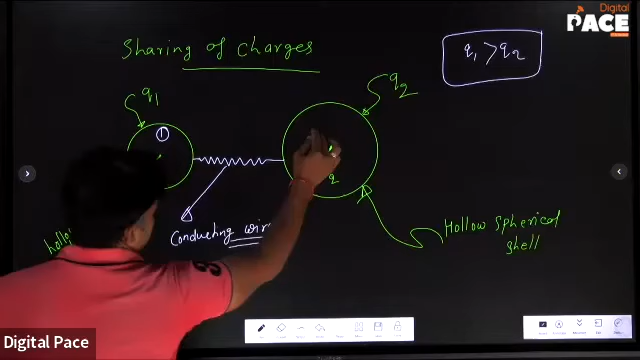 Digital
PACE
Sharing of Charges
q1 > q2
q1
q2
1
2
Conducting wire
Hollow Spherical
Shell
Digital Pace